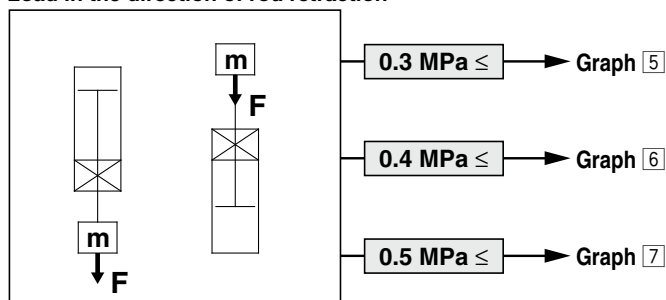 Load in the direction of rod retraction
m
F
m
F
0.3 MPa ≤
Graph 5
0.4 MPa ≤
Graph 6
0.5 MPa ≤
Graph 7